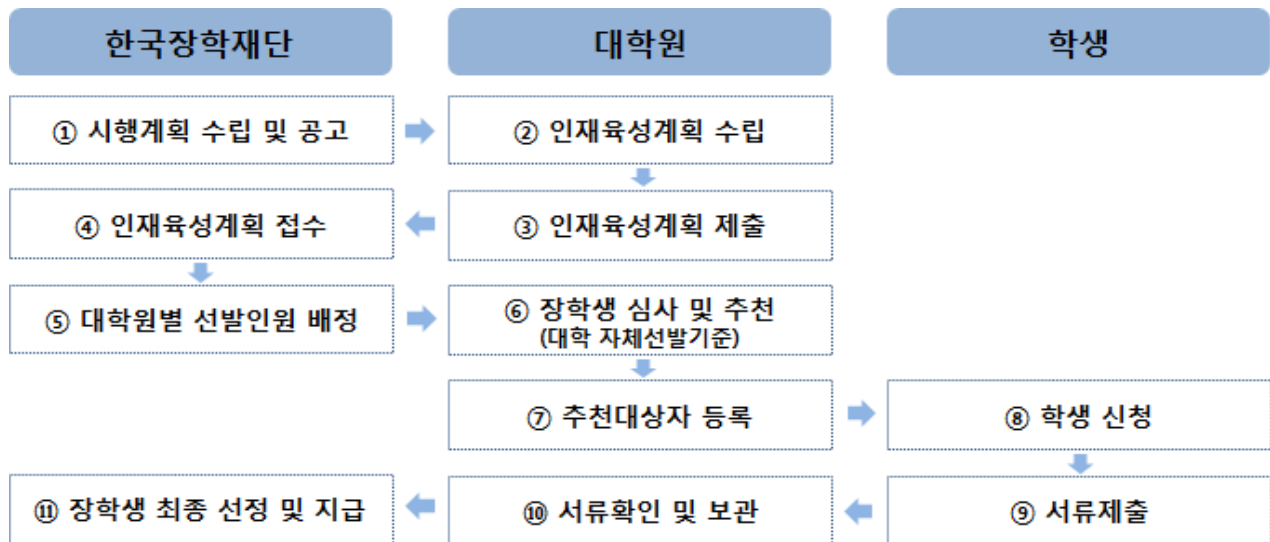 한국장학재단
대학원
학생
① 시행계획 수립 및 공고
② 인재육성계획 수립
④ 인재육성계획 접수
③ 인재육성계획 제출
⑤ 대학원별 선발인원 배정
⑥ 장학생 심사 및 추천
(대학 자체선발기준)
⑦ 추천대상자 등록
⑧ 학생 신청
⑪ 장학생 최종 선정 및 지급
⑩ 서류확인 및 보관
⑨ 서류제출